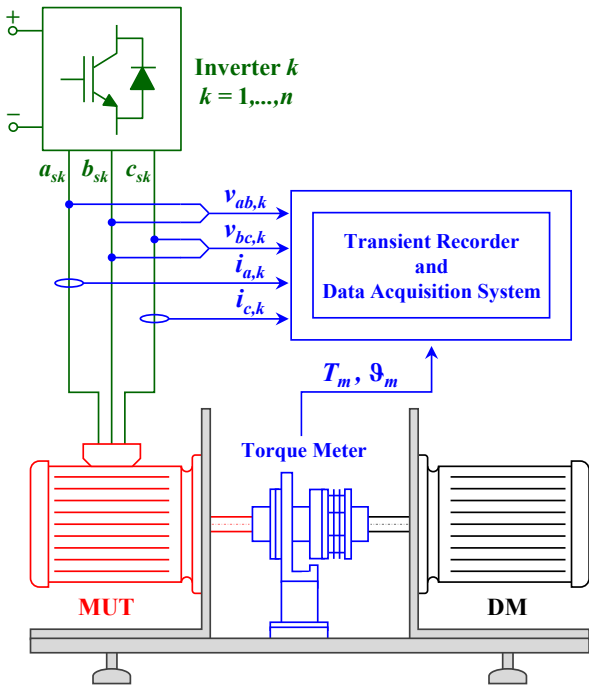 +
Inverter k
k = 1,...,n
−
a_sk b_sk c_sk
v_ab,k
v_bc,k
i_a,k
i_c,k
Transient Recorder
and
Data Acquisition System
T_m , ϑ_m
Torque Meter
MUT
DM